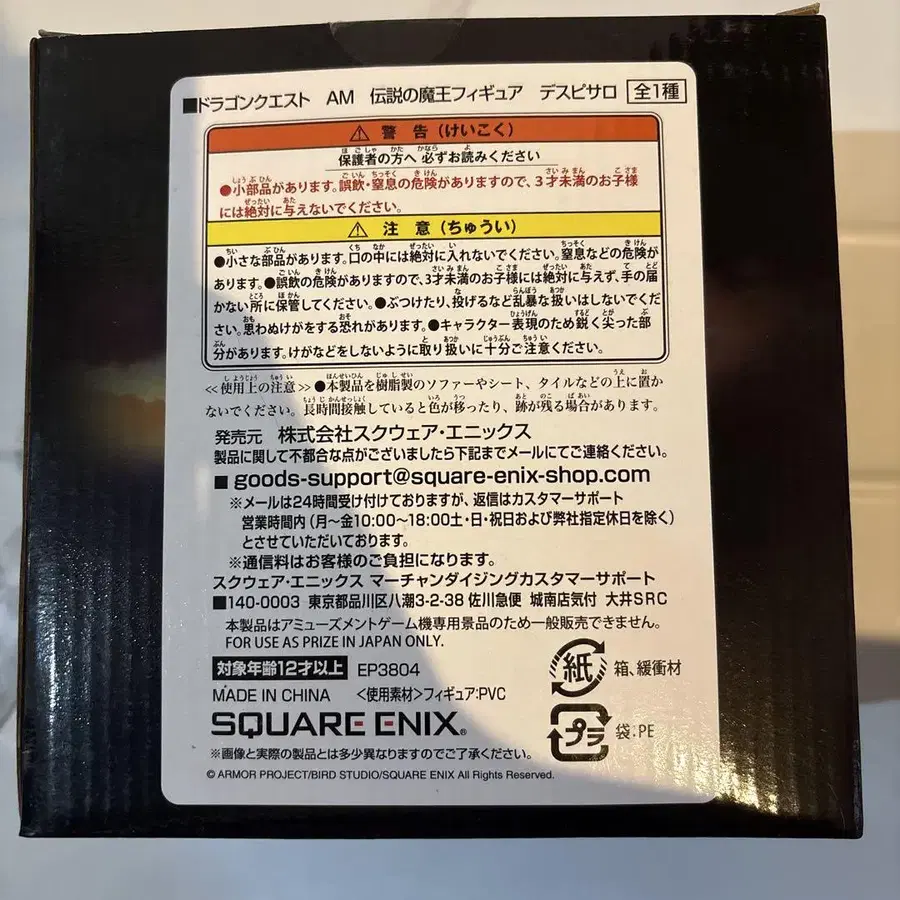 ■ドラゴンクエスト AM 伝説の魔王フィギュア デスピサロ 全1種
⚠ 警 告(けいこく)
保護者の方へ 必ずお読みください
●小部品があります。誤飲・窒息の危険がありますので、3才未満のお子様
には絶対に与えないでください。
⚠ 注 意(ちゅうい)
●小さな部品があります。口の中には絶対に入れないでください。窒息などの危険が
あります。●誤飲の危険がありますので、3才未満のお子様には絶対に与えず、手の届
かない所に保管してください。●ぶつけたり、投げるなど乱暴な扱いはしないでくだ
さい。思わぬけがをする恐れがあります。●キャラクター表現のため鋭く尖った部
分があります。けがなどをしないように取り扱いに十分ご注意ください。
≪使用上の注意≫●本製品を樹脂製のソファーやシート、タイルなどの上に置か
ないでください。長時間接触していると色が移ったり、跡が残る場合があります。
発売元 株式会社スクウェア・エニックス
製品に関して不都合な点がございましたら下記までメールにてご連絡ください。
■goods-support@square-enix-shop.com
※メールは24時間受け付けておりますが、返信はカスタマーサポート
営業時間内(月〜金10:00〜18:00土・日・祝日および弊社指定休日を除く)
とさせていただいております。
※通信料はお客様のご負担になります。
スクウェア・エニックス マーチャンダイジングカスタマーサポート
■140-0003 東京都品川区八潮3-2-38 佐川急便 城南店気付 大井SRC
本製品はアミューズメントゲーム機専用景品のため一般販売できません。
FOR USE AS PRIZE IN JAPAN ONLY.
対象年齢12才以上 EP3804
紙 箱、緩衝材
MADE IN CHINA <使用素材>フィギュア:PVC
SQUARE ENIX®
プラ 袋:PE
※画像と実際の製品とは多少異なりますのでご了承ください。
© ARMOR PROJECT/BIRD STUDIO/SQUARE ENIX All Rights Reserved.